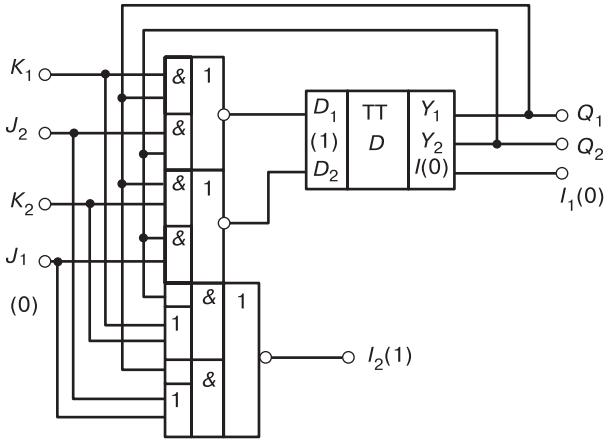 K1
J2
K2
J1
(0)
& 1
&
& 1
&
& 1
1
&
1
D1 TT Y1
(1) D Y2
D2 I(0)
Q1
Q2
I1(0)
I2(1)